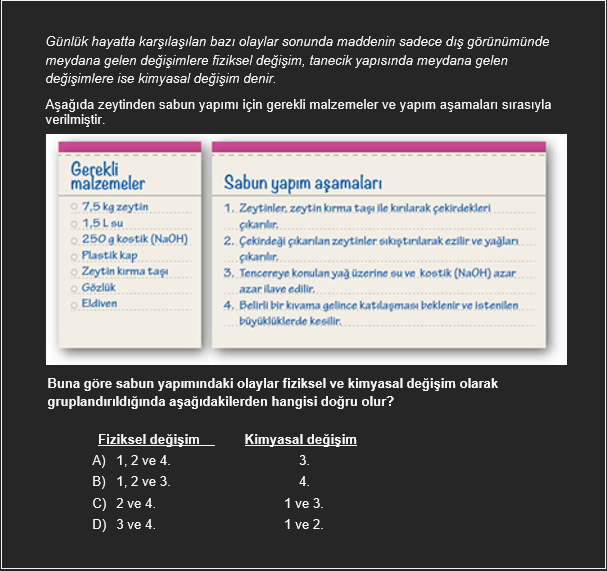 Günlük hayatta karşılaşılan bazı olaylar sonunda maddenin sadece dış görünümünde
meydana gelen değişimlere fiziksel değişim, tanecik yapısında meydana gelen
değişimlere ise kimyasal değişim denir.
Aşağıda zeytinden sabun yapımı için gerekli malzemeler ve yapım aşamaları sırasıyla
verilmiştir.
Gerekli
malzemeler
7,5 kg zeytin
1,5 L su
250 g kostik (NaOH)
Plastik kap
Zeytin kırma taşı
Gözlük
Eldiven
Sabun yapım aşamaları
1. Zeytinler, zeytin kırma taşı ile kırılarak çekirdekleri
çıkarılır.
2. Çekirdeği çıkarılan zeytinler sıkıştırılarak ezilir ve yağları
çıkarılır.
3. Tencereye konulan yağ üzerine su ve kostik (NaOH) azar
azar ilave edilir.
4. Belirli bir kıvama gelince katılaşması beklenir ve istenilen
büyüklüklerde kesilir.
Buna göre sabun yapımındaki olaylar fiziksel ve kimyasal değişim olarak
gruplandırıldığında aşağıdakilerden hangisi doğru olur?
Fiziksel değişim Kimyasal değişim
A) 1, 2 ve 4. 3.
B) 1, 2 ve 3. 4.
C) 2 ve 4. 1 ve 3.
D) 3 ve 4. 1 ve 2.